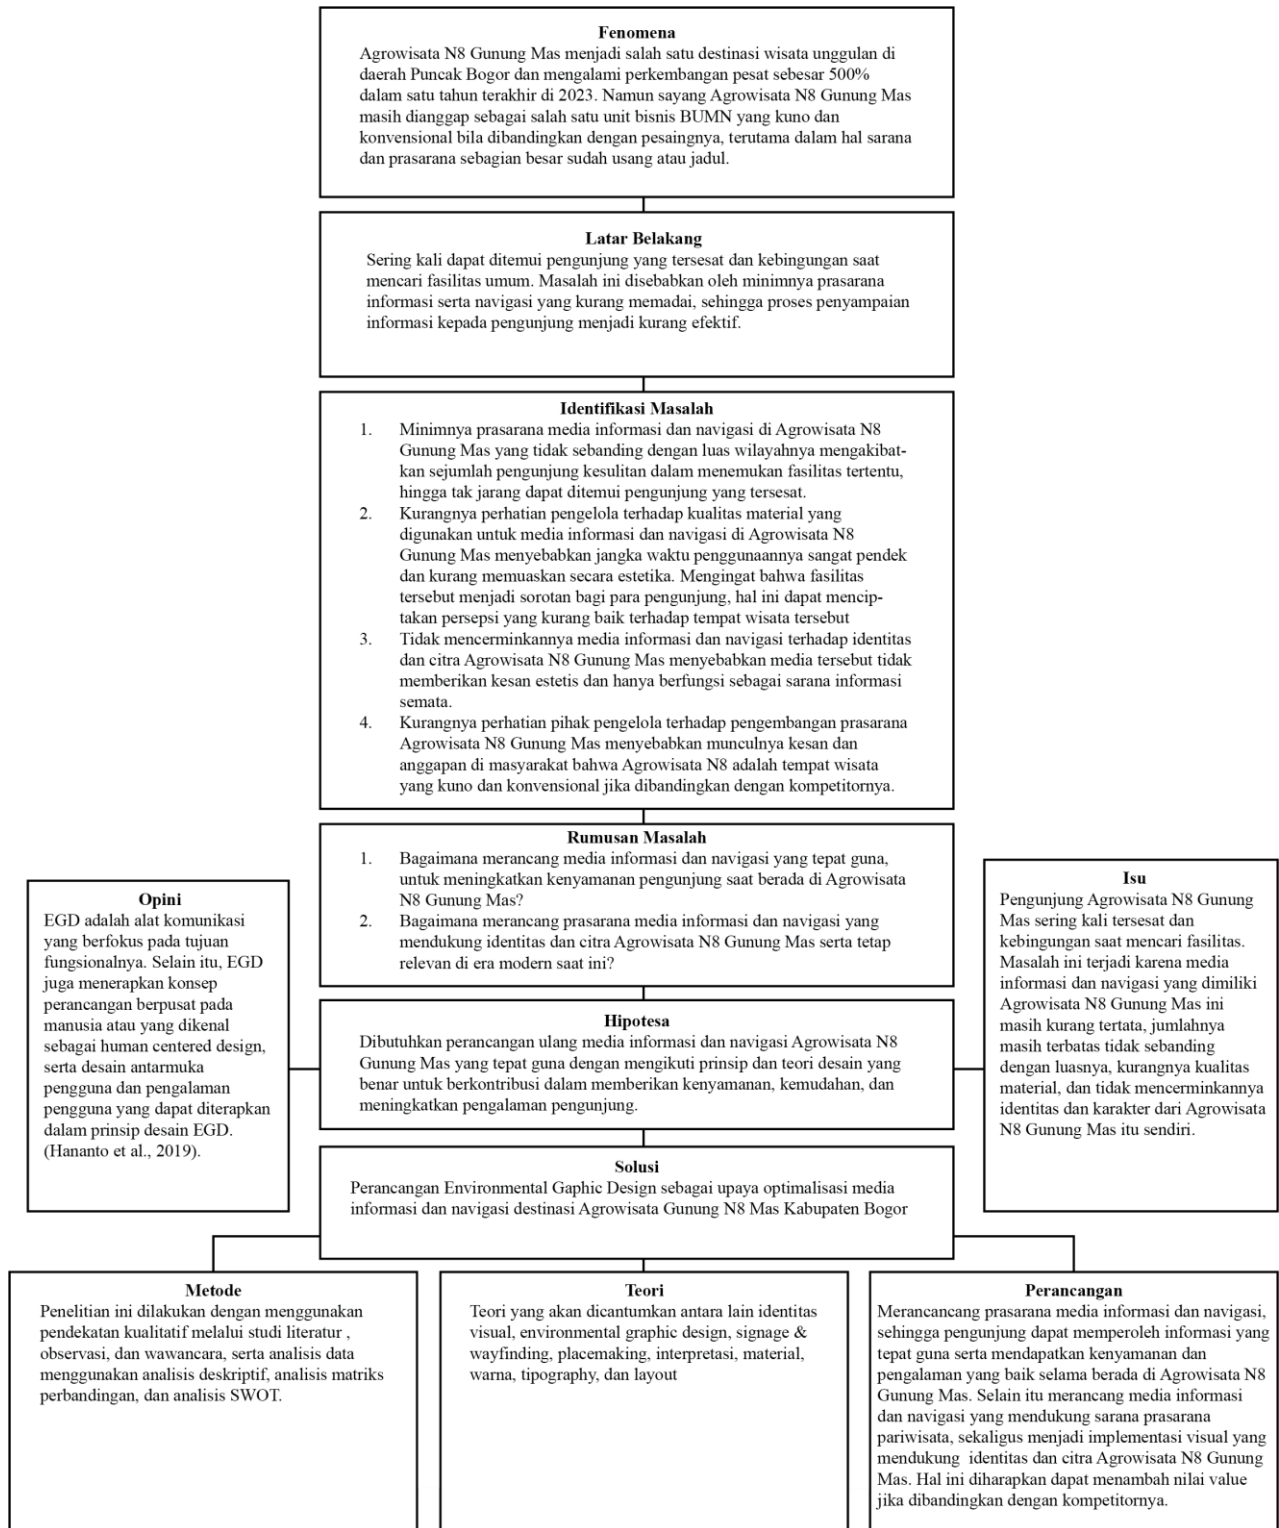 Fenomena
Agrowisata N8 Gunung Mas menjadi salah satu destinasi wisata unggulan di
daerah Puncak Bogor dan mengalami perkembangan pesat sebesar 500%
dalam satu tahun terakhir di 2023. Namun sayang Agrowisata N8 Gunung Mas
masih dianggap sebagai salah satu unit bisnis BUMN yang kuno dan
konvensional bila dibandingkan dengan pesaingnya, terutama dalam hal sarana
dan prasarana sebagian besar sudah usang atau jadul.
Latar Belakang
Sering kali dapat ditemui pengunjung yang tersesat dan kebingungan saat
mencari fasilitas umum. Masalah ini disebabkan oleh minimnya prasarana
informasi serta navigasi yang kurang memadai, sehingga proses penyampaian
informasi kepada pengunjung menjadi kurang efektif.
Identifikasi Masalah
1. Minimnya prasarana media informasi dan navigasi di Agrowisata N8
Gunung Mas yang tidak sebanding dengan luas wilayahnya mengakibat-
kan sejumlah pengunjung kesulitan dalam menemukan fasilitas tertentu,
hingga tak jarang dapat ditemui pengunjung yang tersesat.
2. Kurangnya perhatian pengelola terhadap kualitas material yang
digunakan untuk media informasi dan navigasi di Agrowisata N8
Gunung Mas menyebabkan jangka waktu penggunaannya sangat pendek
dan kurang memuaskan secara estetika. Mengingat bahwa fasilitas
tersebut menjadi sorotan bagi para pengunjung, hal ini dapat mencip-
takan persepsi yang kurang baik terhadap tempat wisata tersebut
3. Tidak mencerminkannya media informasi dan navigasi terhadap identitas
dan citra Agrowisata N8 Gunung Mas menyebabkan media tersebut tidak
memberikan kesan estetis dan hanya berfungsi sebagai sarana informasi
semata.
4. Kurangnya perhatian pihak pengelola terhadap pengembangan prasarana
Agrowisata N8 Gunung Mas menyebabkan munculnya kesan dan
anggapan di masyarakat bahwa Agrowisata N8 adalah tempat wisata
yang kuno dan konvensional jika dibandingkan dengan kompetitornya.
Rumusan Masalah
1. Bagaimana merancang media informasi dan navigasi yang tepat guna,
untuk meningkatkan kenyamanan pengunjung saat berada di Agrowisata
N8 Gunung Mas?
2. Bagaimana merancang prasarana media informasi dan navigasi yang
mendukung identitas dan citra Agrowisata N8 Gunung Mas serta tetap
relevan di era modern saat ini?
Opini
EGD adalah alat komunikasi
yang berfokus pada tujuan
fungsionalnya. Selain itu, EGD
juga menerapkan konsep
perancangan berpusat pada
manusia atau yang dikenal
sebagai human centered design,
serta desain antarmuka
pengguna dan pengalaman
pengguna yang dapat diterapkan
dalam prinsip desain EGD.
(Hananto et al., 2019).
Hipotesa
Dibutuhkan perancangan ulang media informasi dan navigasi Agrowisata N8
Gunung Mas yang tepat guna dengan mengikuti prinsip dan teori desain yang
benar untuk berkontribusi dalam memberikan kenyamanan, kemudahan, dan
meningkatkan pengalaman pengunjung.
Isu
Pengunjung Agrowisata N8 Gunung
Mas sering kali tersesat dan
kebingungan saat mencari fasilitas.
Masalah ini terjadi karena media
informasi dan navigasi yang dimiliki
Agrowisata N8 Gunung Mas ini
masih kurang tertata, jumlahnya
masih terbatas tidak sebanding
dengan luasnya, kurangnya kualitas
material, dan tidak mencerminkannya
identitas dan karakter dari Agrowisata
N8 Gunung Mas itu sendiri.
Solusi
Perancangan Environmental Gaphic Design sebagai upaya optimalisasi media
informasi dan navigasi destinasi Agrowisata Gunung N8 Mas Kabupaten Bogor
Metode
Penelitian ini dilakukan dengan menggunakan
pendekatan kualitatif melalui studi literatur ,
observasi, dan wawancara, serta analisis data
menggunakan analisis deskriptif, analisis matriks
perbandingan, dan analisis SWOT.
Teori
Teori yang akan dicantumkan antara lain identitas
visual, environmental graphic design, signage &
wayfinding, placemaking, interpretasi, material,
warna, tipography, dan layout
Perancangan
Merancancang prasarana media informasi dan navigasi,
sehingga pengunjung dapat memperoleh informasi yang
tepat guna serta mendapatkan kenyamanan dan
pengalaman yang baik selama berada di Agrowisata N8
Gunung Mas. Selain itu merancang media informasi
dan navigasi yang mendukung sarana prasarana
pariwisata, sekaligus menjadi implementasi visual yang
mendukung identitas dan citra Agrowisata N8 Gunung
Mas. Hal ini diharapkan dapat menambah nilai value
jika dibandingkan dengan kompetitornya.